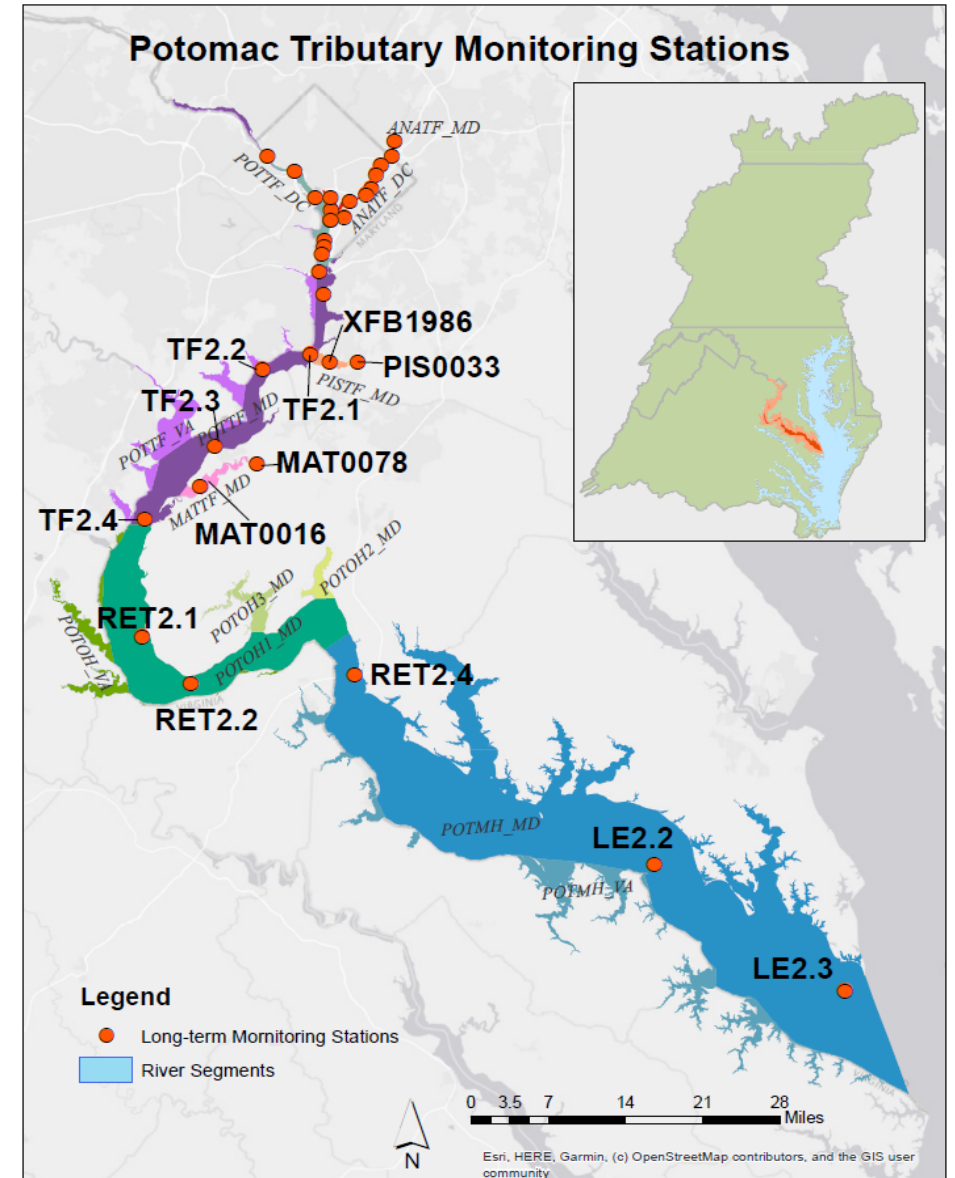 Potomac Tributary Monitoring Stations
ANATF_MD
POTTF_DC
ANATF_DC
MARYLAND
XFB1986
TF2.2
PIS0033
PISTF_MD
TF2.3
TF2.1
POTTF_MD
POTTF_VA
MAT0078
MATTF_MD
TF2.4
MAT0016
POTOH2_MD
POTOH3_MD
RET2.1
POTOH1_MD
POTOH_VA
RET2.4
VIRGINIA
RET2.2
POTMH_MD
LE2.2
POTMH_VA
LE2.3
Legend
Long-term Mornitoring Stations
River Segments
VIRGINIA
0 3.5 7 14 21 28
Miles
N
Esri, HERE, Garmin, (c) OpenStreetMap contributors, and the GIS user
community